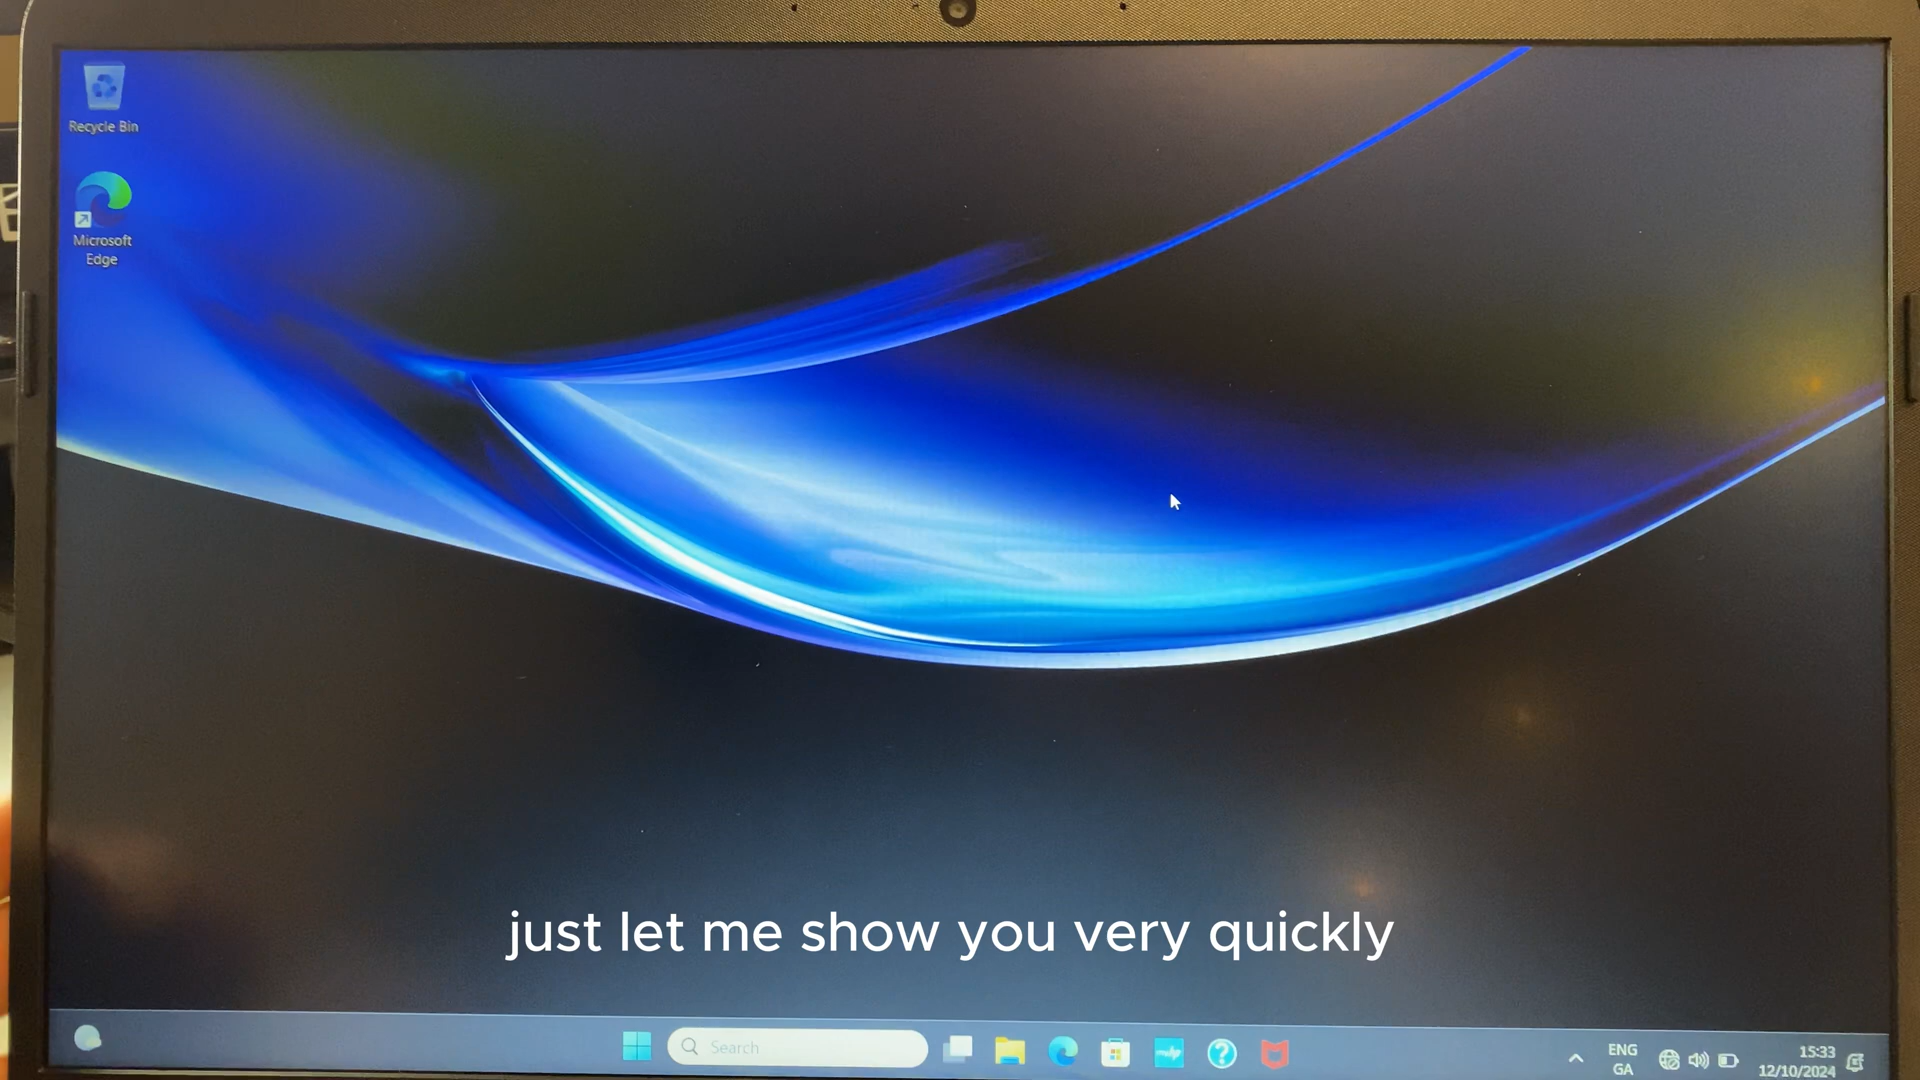 Recycle Bin
Microsoft
Edge
just let me show you very quickly
Search
ENG
GA
15:33
12/10/2024